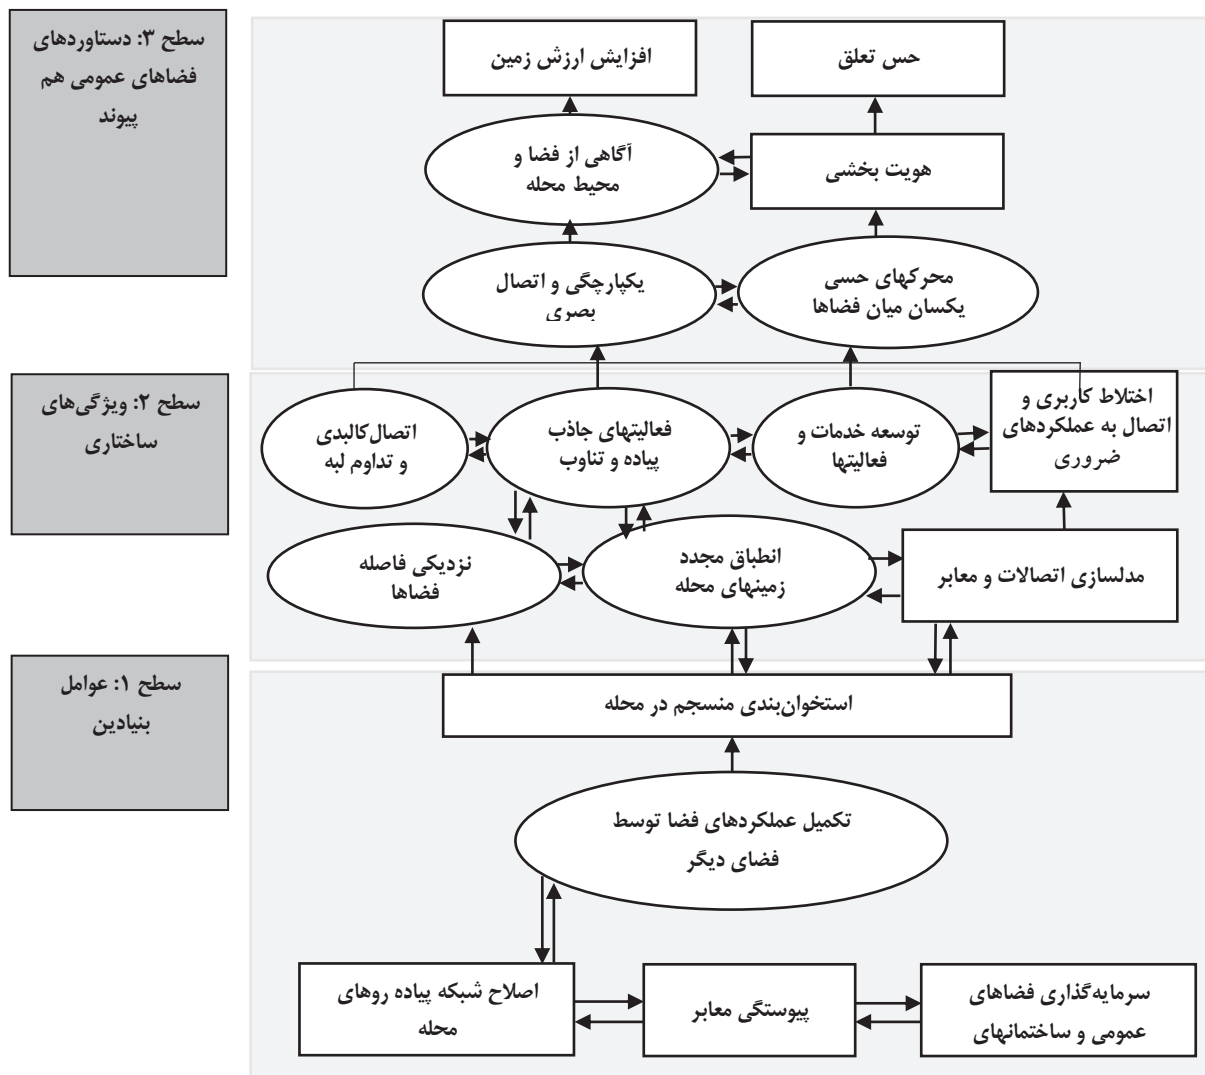 سطح ۳: دستاوردهای
فضاهای عمومی هم
پیوند
افزایش ارزش زمین
حس تعلق
آگاهی از فضا و
محیط محله
هویت بخشی
یکپارچگی و اتصال
بصری
محرکهای حسی
یکسان میان فضاها
سطح ۲: ویژگی‌های
ساختاری
اختلاط کاربری و
اتصال به عملکردهای
ضروری
توسعه خدمات و
فعالیتها
فعالیتهای جاذب
پیاده و تناوب
اتصال‌کالبدی
و تداوم لبه
مدلسازی اتصالات و معابر
انطباق مجدد
زمینهای محله
نزدیکی فاصله
فضاها
سطح ۱: عوامل
بنیادین
استخوان‌بندی منسجم در محله
تکمیل عملکردهای فضا توسط
فضای دیگر
سرمایه‌گذاری فضاهای
عمومی و ساختمانهای
پیوستگی معابر
اصلاح شبکه پیاده روهای
محله